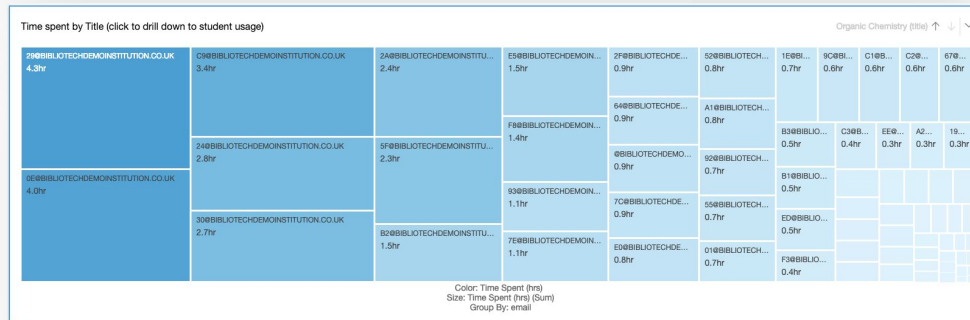 Time spent by Title (click to drill down to student usage)
Organic Chemistry (title)
29@BIBLIOTECHDEMOINSTITUTION.CO.UK
4.3hr
0E@BIBLIOTECHDEMOINSTITUTION.CO.UK
4.0hr
C9@BIBLIOTECHDEMOINSTITUTION.CO.UK
3.4hr
24@BIBLIOTECHDEMOINSTITUTION.CO.UK
2.8hr
30@BIBLIOTECHDEMOINSTITUTION.CO.UK
2.7hr
2A@BIBLIOTECHDEMOINSTITU...
2.4hr
5F@BIBLIOTECHDEMOINSTITU...
2.3hr
B2@BIBLIOTECHDEMOINSTITU...
1.5hr
E5@BIBLIOTECHDEMOIN...
1.5hr
F8@BIBLIOTECHDEMOIN...
1.4hr
93@BIBLIOTECHDEMOIN...
1.1hr
7E@BIBLIOTECHDEMOIN...
1.1hr
2F@BIBLIOTECHDE...
0.9hr
64@BIBLIOTECHDE...
0.9hr
@BIBLIOTECHDEMO...
0.9hr
7C@BIBLIOTECHDE...
0.9hr
E0@BIBLIOTECHDE...
0.8hr
52@BIBLIOTECH...
0.8hr
A1@BIBLIOTECH...
0.8hr
92@BIBLIOTECH...
0.7hr
55@BIBLIOTECH...
0.7hr
01@BIBLIOTECH...
0.7hr
1E@BI...
0.7hr
9C@BI...
0.6hr
C1@B...
0.6hr
C2@...
0.6hr
67@...
0.6hr
B3@BIBLIO...
0.5hr
C3@B...
0.4hr
EE@...
0.3hr
A2...
0.3hr
19...
0.3hr
B1@BIBLIO...
0.5hr
ED@BIBLIO...
0.5hr
F3@BIBLIO...
0.4hr
Color: Time Spent (hrs)
Size: Time Spent (hrs) (Sum)
Group By: email